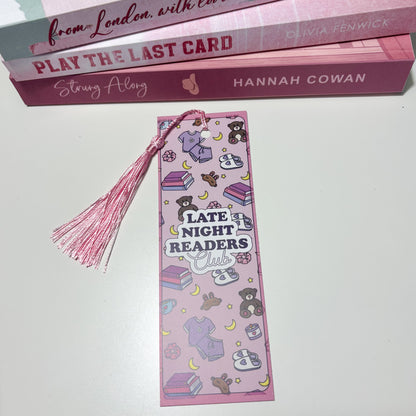 from London, with love
PLAY THE LAST CARD OLIVIA FENWICK
Strung Along HANNAH COWAN
LATE
NIGHT
READERS
Club